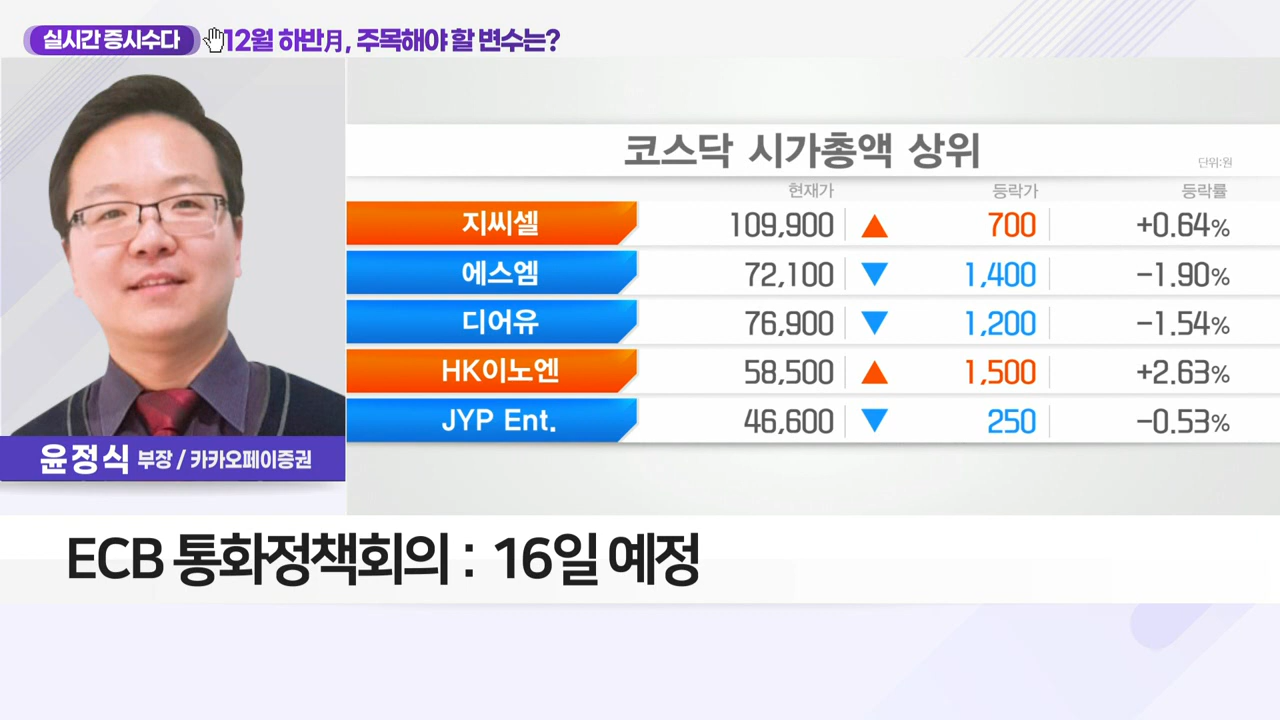 실시간 증시수다 12월 하반月, 주목해야 할 변수는?
코스닥 시가총액 상위
단위:원
현재가 등락가 등락률
지씨셀 109,900 ▲ 700 +0.64%
에스엠 72,100 ▼ 1,400 -1.90%
디어유 76,900 ▼ 1,200 -1.54%
HK이노엔 58,500 ▲ 1,500 +2.63%
JYP Ent. 46,600 ▼ 250 -0.53%
윤정식 부장 / 카카오페이증권
ECB 통화정책회의 : 16일 예정